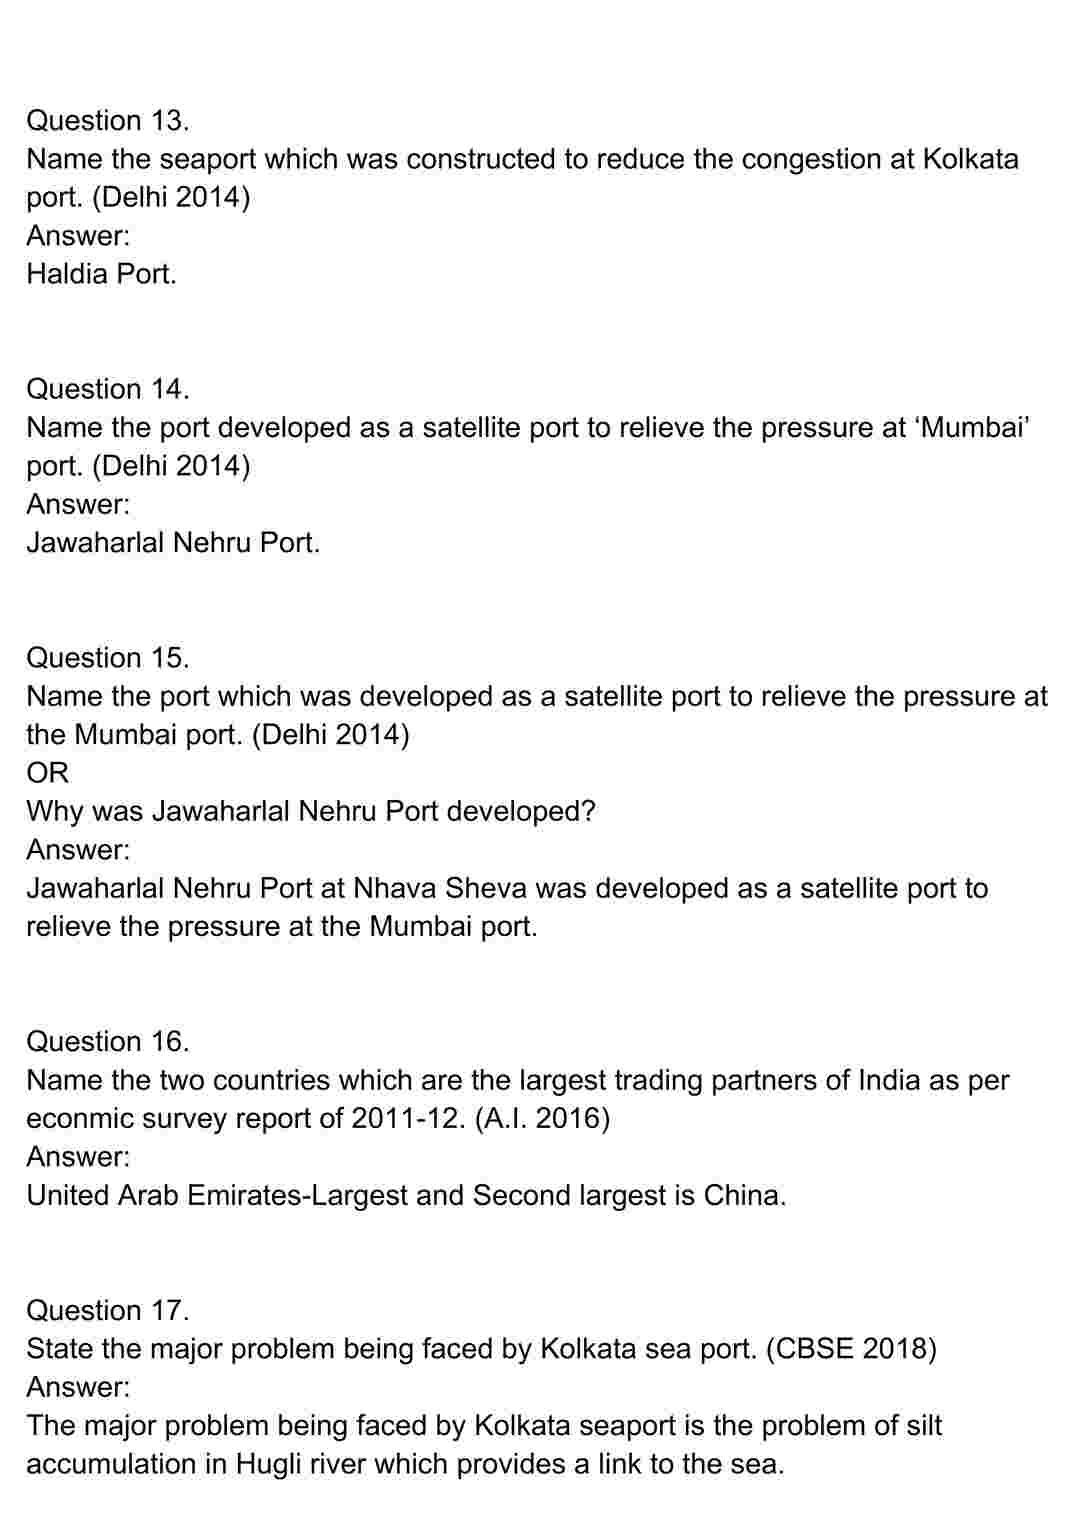 Question 13.
Name the seaport which was constructed to reduce the congestion at Kolkata
port. (Delhi 2014)
Answer:
Haldia Port.
Question 14.
Name the port developed as a satellite port to relieve the pressure at ‘Mumbai’
port. (Delhi 2014)
Answer:
Jawaharlal Nehru Port.
Question 15.
Name the port which was developed as a satellite port to relieve the pressure at
the Mumbai port. (Delhi 2014)
OR
Why was Jawaharlal Nehru Port developed?
Answer:
Jawaharlal Nehru Port at Nhava Sheva was developed as a satellite port to
relieve the pressure at the Mumbai port.
Question 16.
Name the two countries which are the largest trading partners of India as per
econmic survey report of 2011-12. (A.I. 2016)
Answer:
United Arab Emirates-Largest and Second largest is China.
Question 17.
State the major problem being faced by Kolkata sea port. (CBSE 2018)
Answer:
The major problem being faced by Kolkata seaport is the problem of silt
accumulation in Hugli river which provides a link to the sea.